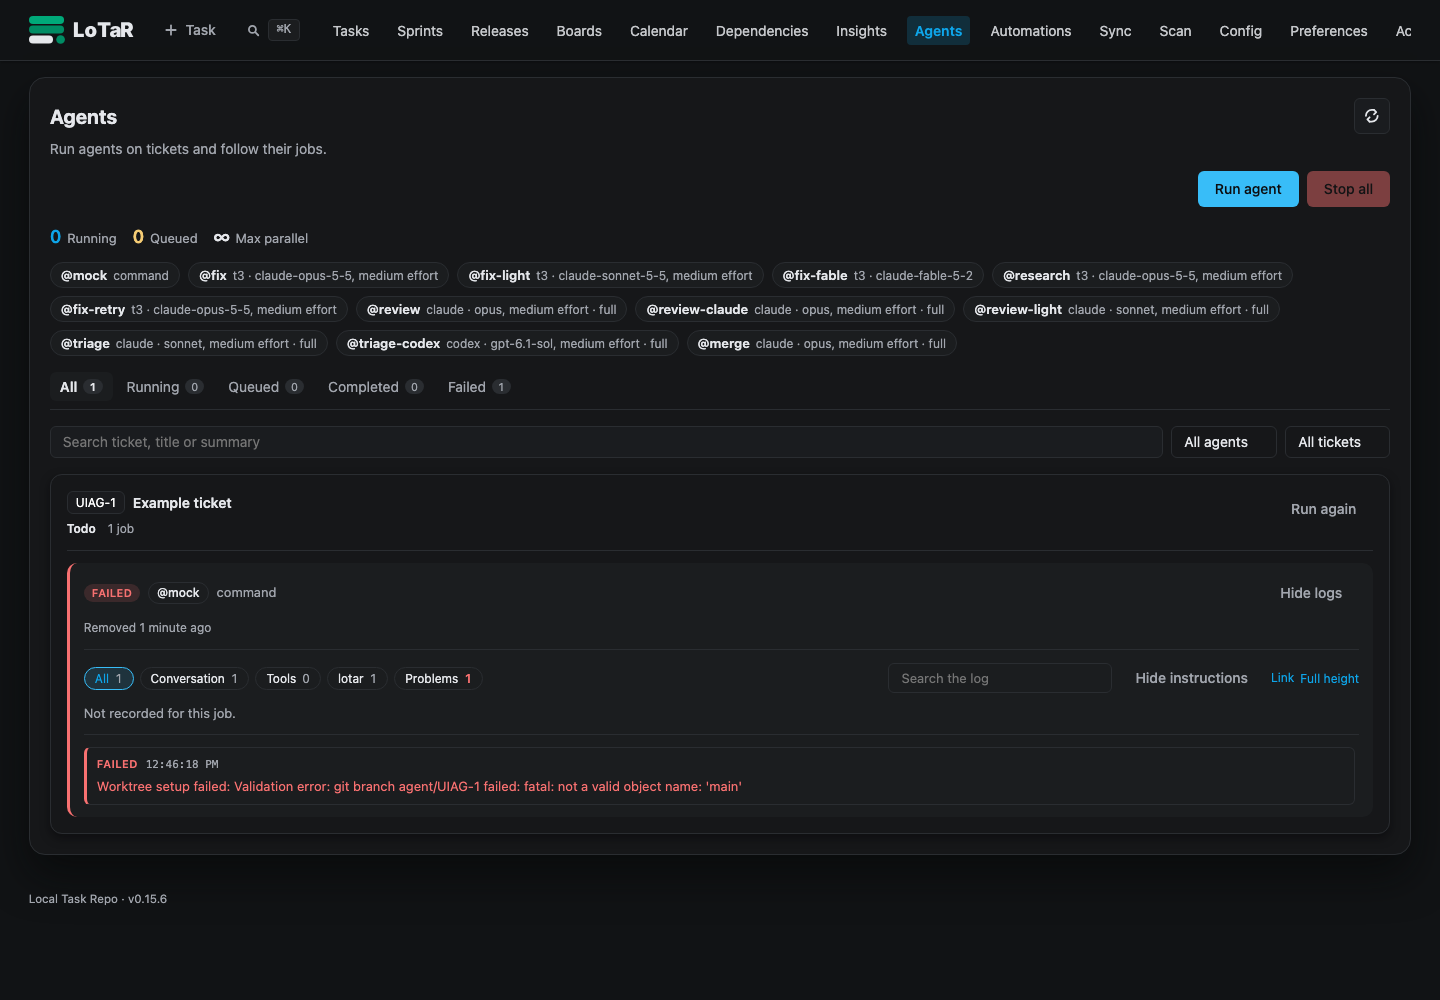 LoTaR + Task ⌘K Tasks Sprints Releases Boards Calendar Dependencies Insights Agents Automations Sync Scan Config Preferences Ac
Agents
Run agents on tickets and follow their jobs.
Run agent Stop all
0 Running 0 Queued ∞ Max parallel
@mock command @fix t3 · claude-opus-5-5, medium effort @fix-light t3 · claude-sonnet-5-5, medium effort @fix-fable t3 · claude-fable-5-2 @research t3 · claude-opus-5-5, medium effort
@fix-retry t3 · claude-opus-5-5, medium effort @review claude · opus, medium effort · full @review-claude claude · opus, medium effort · full @review-light claude · sonnet, medium effort · full
@triage claude · sonnet, medium effort · full @triage-codex codex · gpt-6.1-sol, medium effort · full @merge claude · opus, medium effort · full
All 1 Running 0 Queued 0 Completed 0 Failed 1
Search ticket, title or summary All agents All tickets
UIAG-1 Example ticket
Run again
Todo 1 job
FAILED @mock command Hide logs
Removed 1 minute ago
All 1 Conversation 1 Tools 0 lotar 1 Problems 1 Search the log Hide instructions Link Full height
Not recorded for this job.
FAILED 12:46:18 PM
Worktree setup failed: Validation error: git branch agent/UIAG-1 failed: fatal: not a valid object name: 'main'
Local Task Repo · v0.15.6